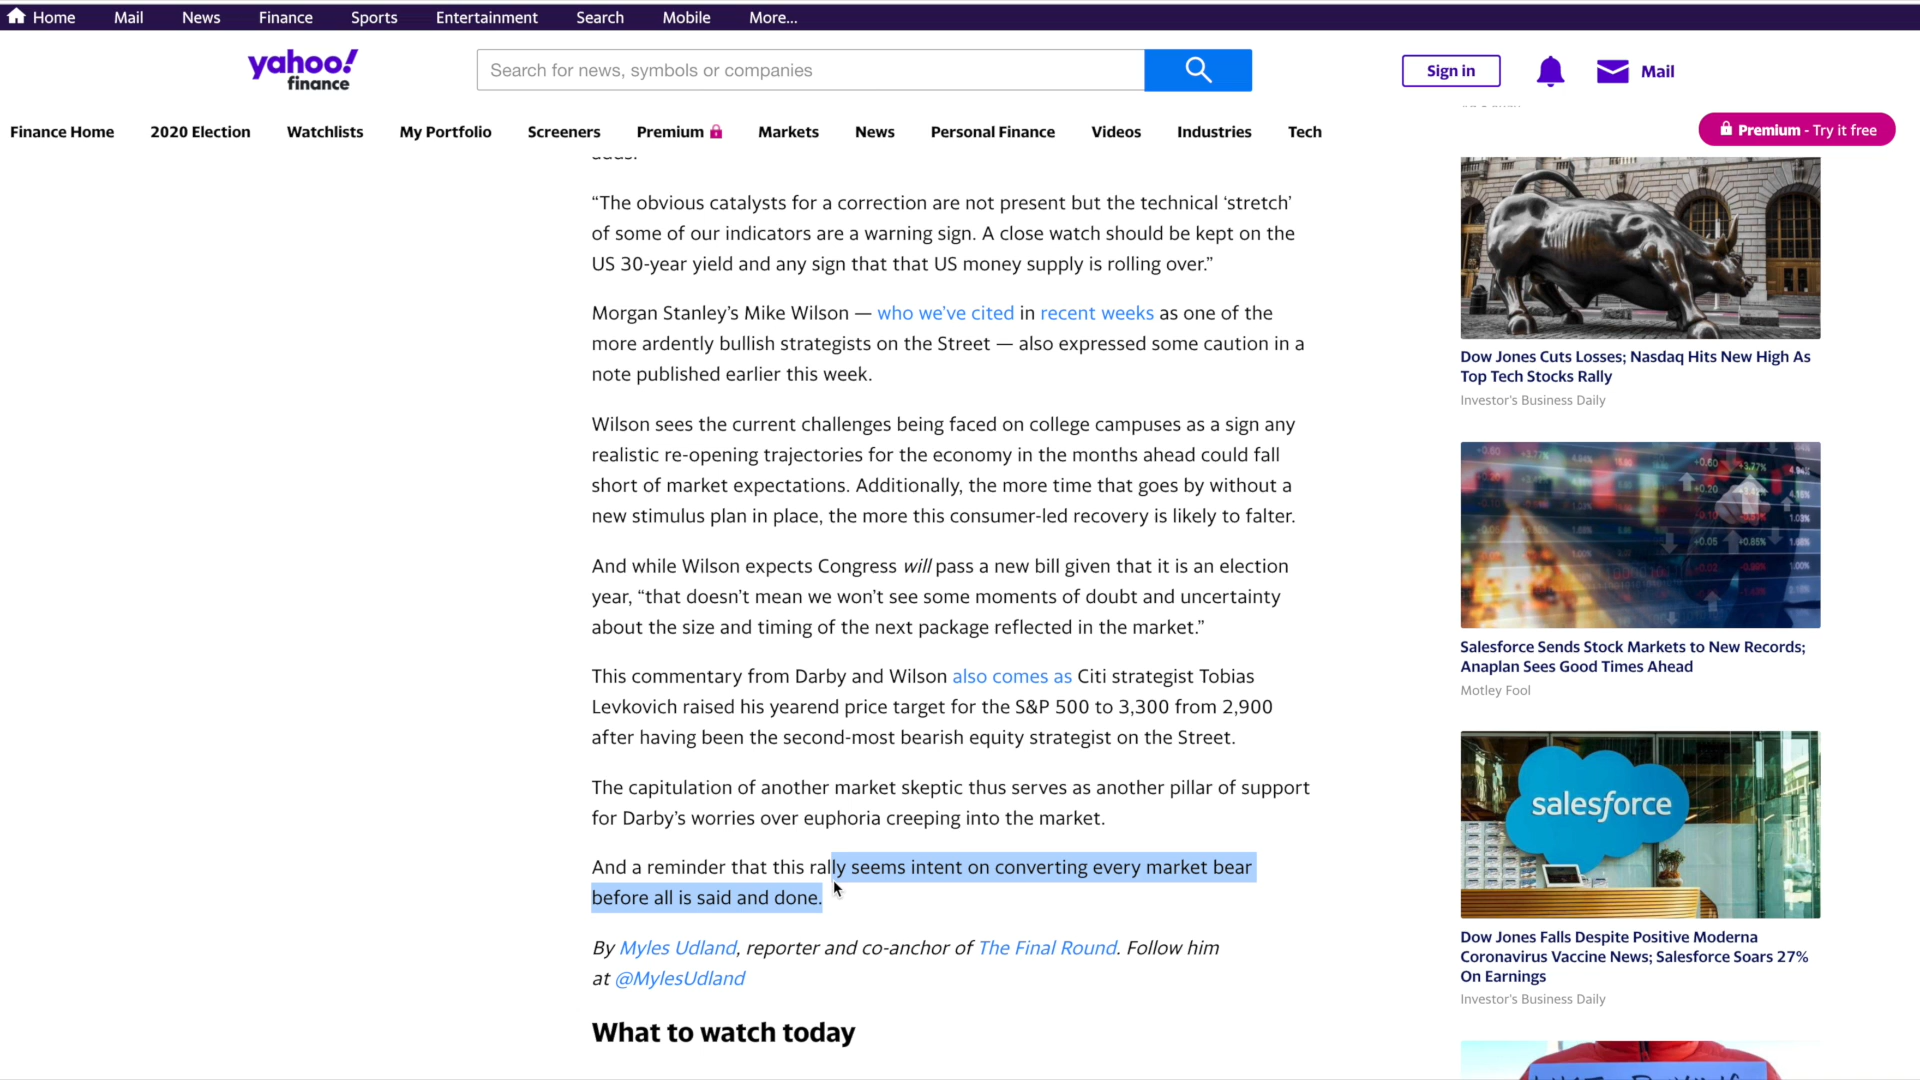 Home Mail News Finance Sports Entertainment Search Mobile More...
yahoo!
finance
Search for news, symbols or companies
Sign in
Mail
Finance Home 2020 Election Watchlists My Portfolio Screeners Premium Markets News Personal Finance Videos Industries Tech
Premium - Try it free
“The obvious catalysts for a correction are not present but the technical ‘stretch’
of some of our indicators are a warning sign. A close watch should be kept on the
US 30-year yield and any sign that that US money supply is rolling over.”
Morgan Stanley’s Mike Wilson — who we’ve cited in recent weeks as one of the
more ardently bullish strategists on the Street — also expressed some caution in a
note published earlier this week.
Wilson sees the current challenges being faced on college campuses as a sign any
realistic re-opening trajectories for the economy in the months ahead could fall
short of market expectations. Additionally, the more time that goes by without a
new stimulus plan in place, the more this consumer-led recovery is likely to falter.
And while Wilson expects Congress will pass a new bill given that it is an election
year, “that doesn’t mean we won’t see some moments of doubt and uncertainty
about the size and timing of the next package reflected in the market.”
This commentary from Darby and Wilson also comes as Citi strategist Tobias
Levkovich raised his yearend price target for the S&P 500 to 3,300 from 2,900
after having been the second-most bearish equity strategist on the Street.
The capitulation of another market skeptic thus serves as another pillar of support
for Darby’s worries over euphoria creeping into the market.
And a reminder that this rally seems intent on converting every market bear
before all is said and done.
By Myles Udland, reporter and co-anchor of The Final Round. Follow him
at @MylesUdland
What to watch today
Dow Jones Cuts Losses; Nasdaq Hits New High As
Top Tech Stocks Rally
Investor’s Business Daily
Salesforce Sends Stock Markets to New Records;
Anaplan Sees Good Times Ahead
Motley Fool
salesforce
Dow Jones Falls Despite Positive Moderna
Coronavirus Vaccine News; Salesforce Soars 27%
On Earnings
Investor’s Business Daily